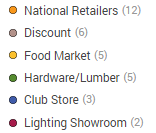 National Retailers (12)
Discount (6)
Food Market (5)
Hardware/Lumber (5)
Club Store (3)
Lighting Showroom (2)